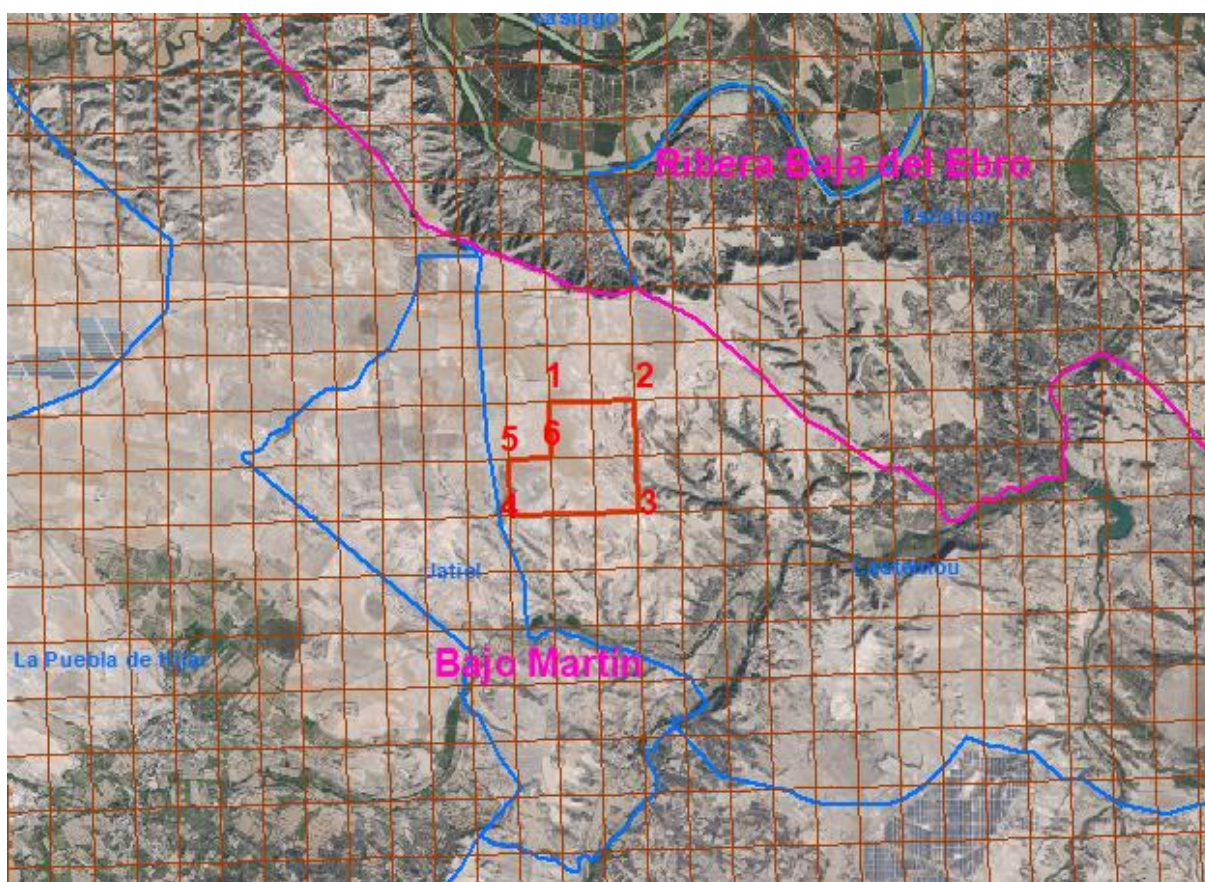 Sástago
Ribera Baja del Ebro
Escatrón
1 2
5 6
4 3
Jatiel
Castelnou
La Puebla de Híjar
Bajo Martín